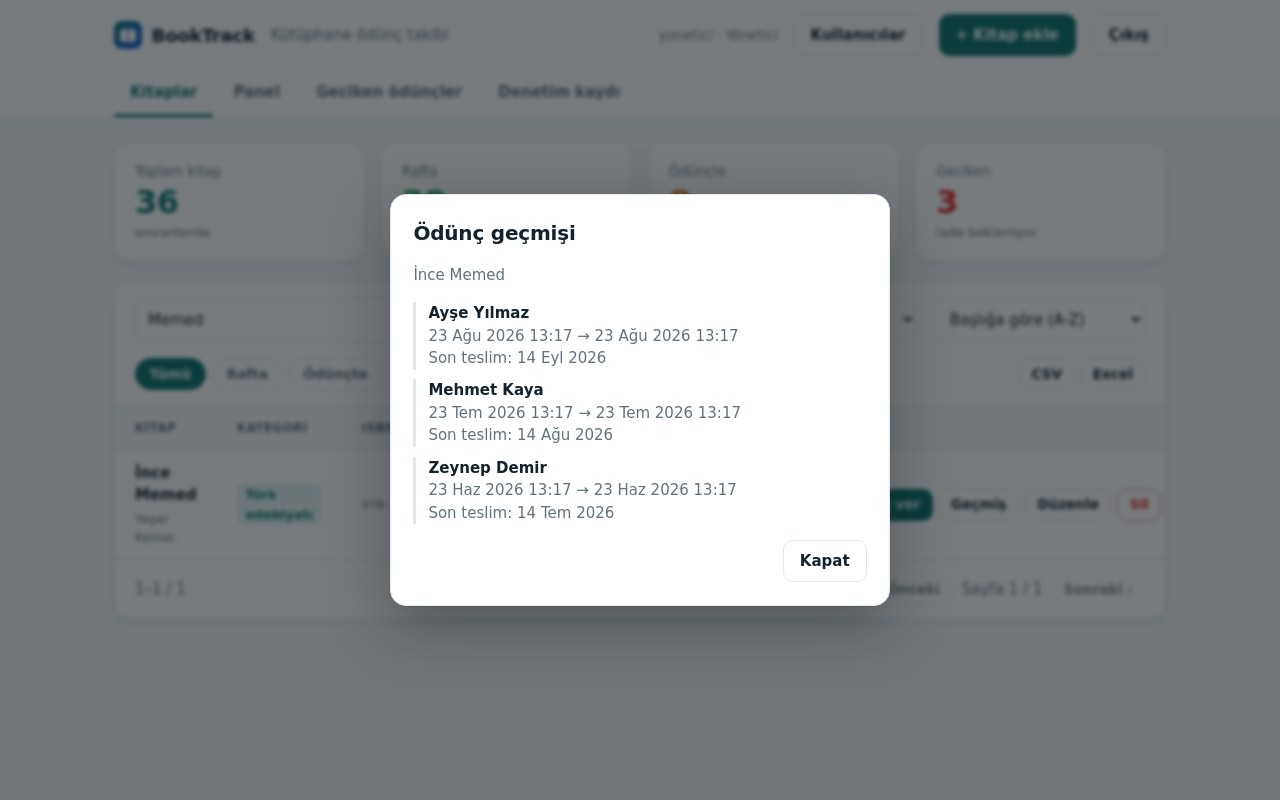 BookTrack Kütüphane ödünç takibi yonetici · Yönetici Kullanıcılar + Kitap ekle Çıkış
Kitaplar Panel Geciken ödünçler Denetim kaydı
Toplam kitap Rafta Ödünçte Geciken
36 3
envanterde iade bekleniyor
Ödünç geçmişi
İnce Memed
Ayşe Yılmaz
23 Ağu 2026 13:17 → 23 Ağu 2026 13:17
Son teslim: 14 Eyl 2026
Mehmet Kaya
23 Tem 2026 13:17 → 23 Tem 2026 13:17
Son teslim: 14 Ağu 2026
Zeynep Demir
23 Haz 2026 13:17 → 23 Haz 2026 13:17
Son teslim: 14 Tem 2026
Kapat
Memed Başlığa göre (A-Z)
Tümü Rafta Ödünçte CSV Excel
KİTAP KATEGORİ
İnce
Memed
Yaşar
Kemal
Türk
edebiyatı
ver Geçmiş Düzenle Sil
1–1 / 1 Önceki Sayfa 1 / 1 Sonraki ›